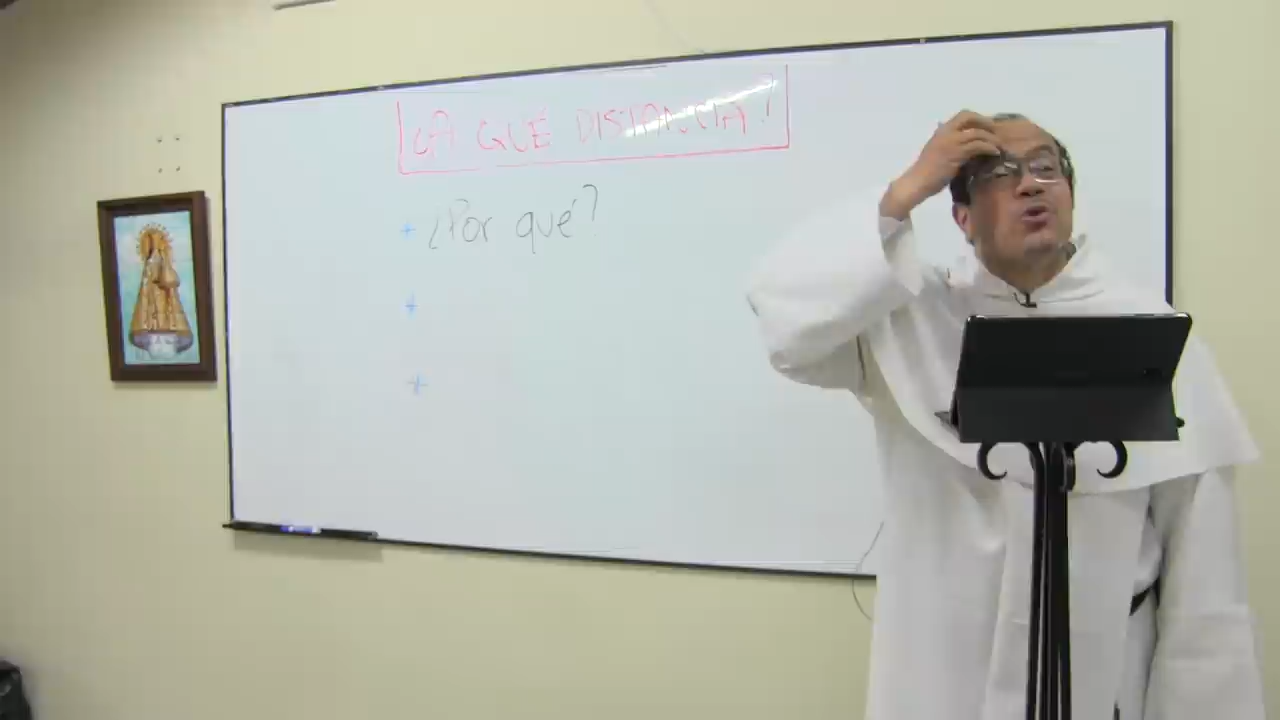 ¿A QUÉ DISTANCIA?
+ ¿Por qué?
+
+